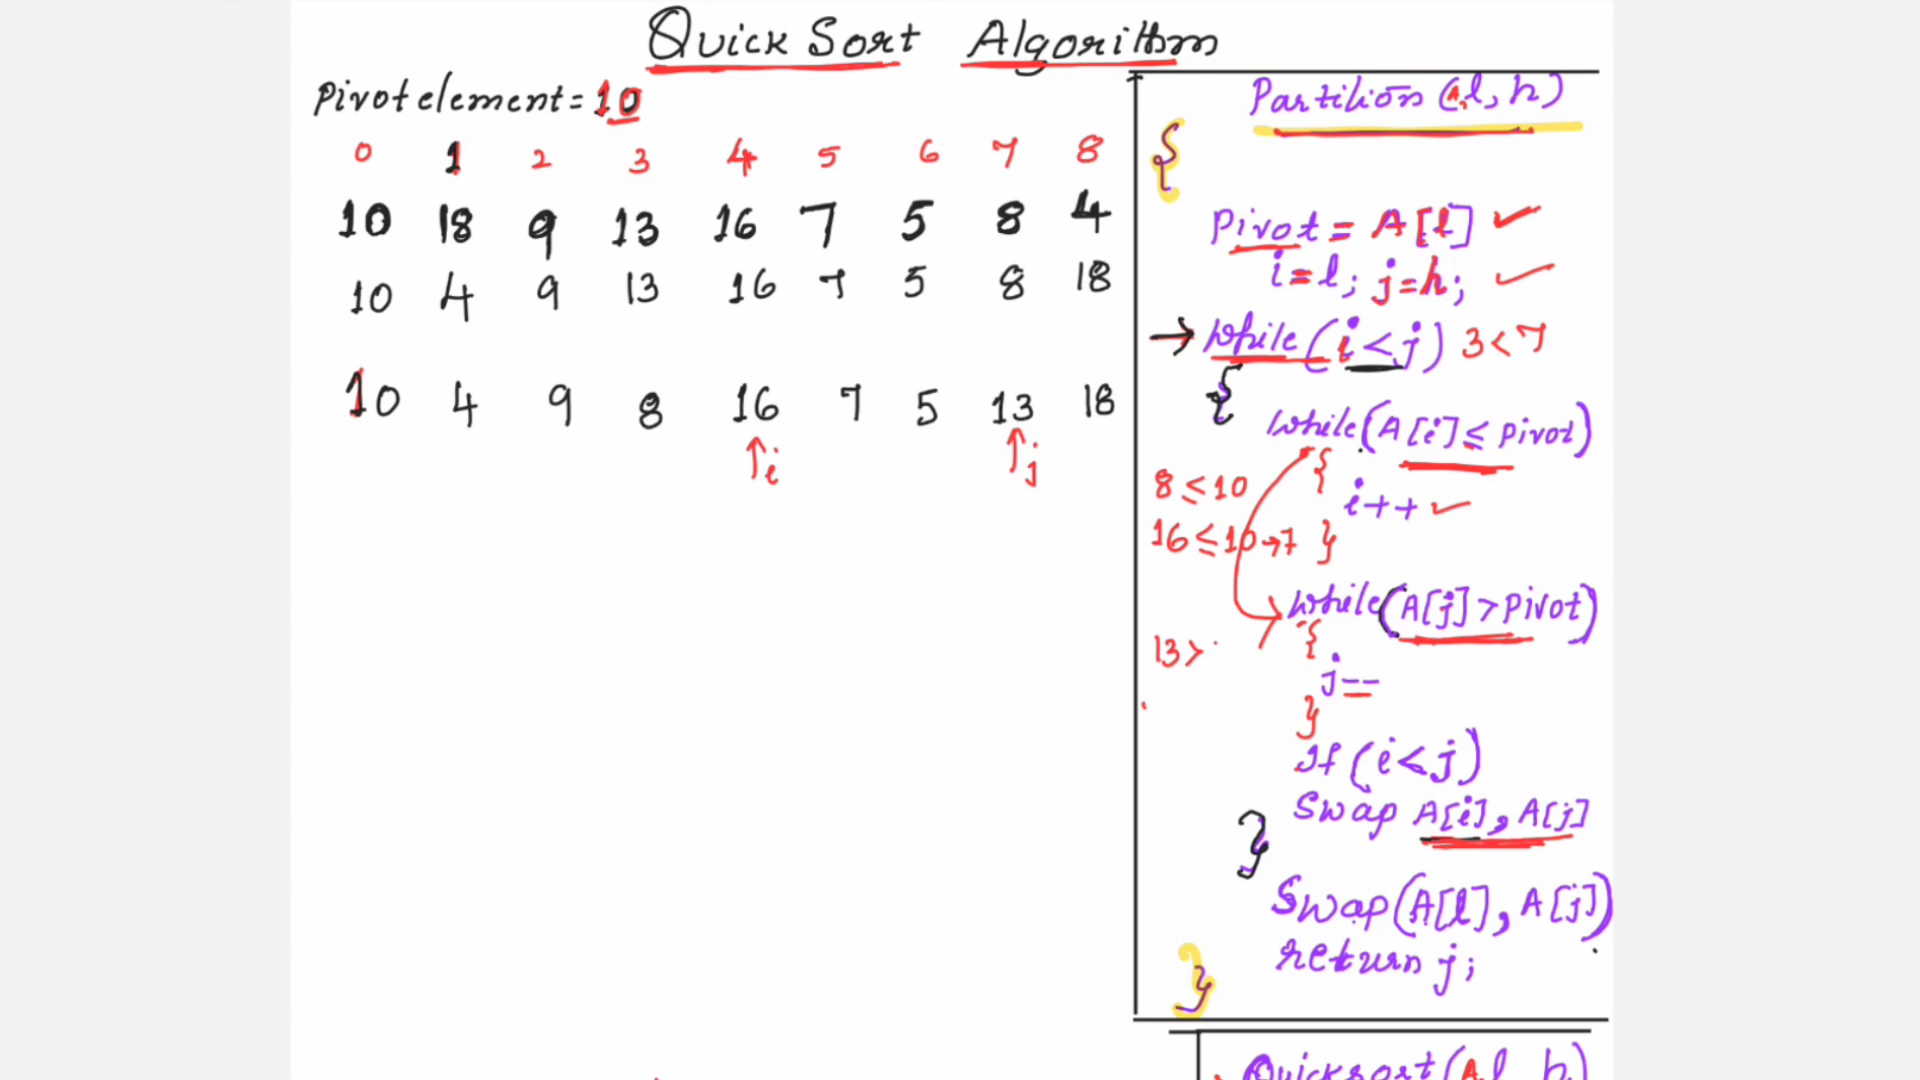 Quick Sort Algorithm
Pivot element = 10
0 1 2 3 4 5 6 7 8
10 18 9 13 16 7 5 8 4
10 4 9 13 16 7 5 8 18
10 4 9 8 16 7 5 13 18
↑i ↑j
Partition (A,l,h)
{
Pivot = A[l] ✓
i=l; j=h; ✓
→ while (i<j) 3<7
{
while(A[i]≤pivot)
8≤10 {
i++ ✓
16≤10→7 }
while(A[j]>pivot)
13> {
j--
}
If (i<j)
Swap A[i], A[j]
}
Swap(A[l], A[j])
return j;
}
Quicksort(A,l,h)